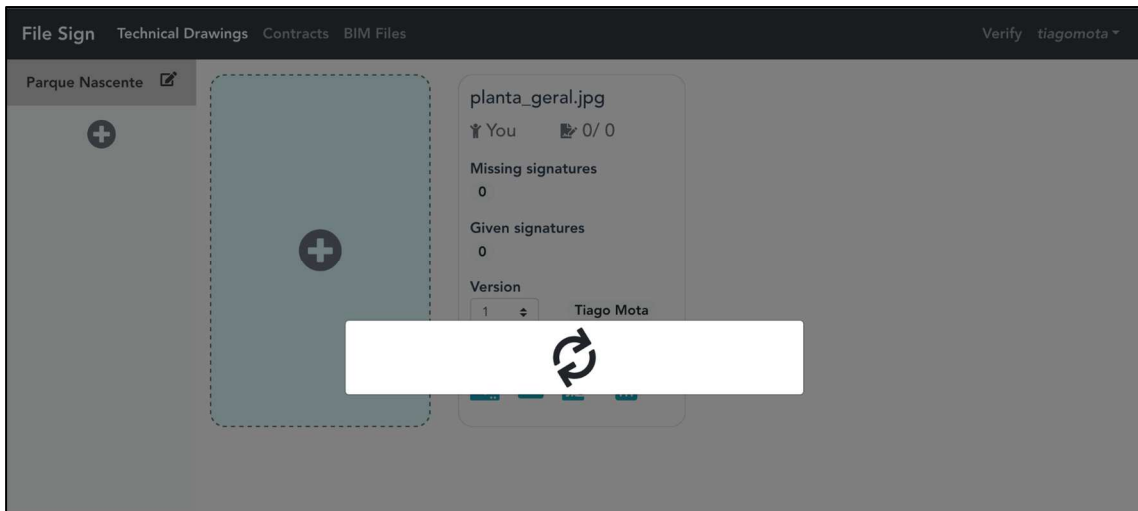 File Sign Technical Drawings Contracts BIM Files Verify tiagomota
Parque Nascente
planta_geral.jpg
You 0/ 0
Missing signatures
0
Given signatures
0
Version
1 Tiago Mota